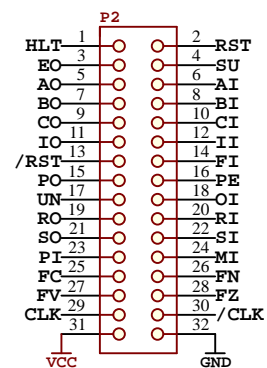 P2
HLT 1 2 RST
EO 3 4 SU
AO 5 6 AI
BO 7 8 BI
CO 9 10 CI
IO 11 12 II
/RST 13 14 FI
PO 15 16 PE
UN 17 18 OI
RO 19 20 RI
SO 21 22 SI
PI 23 24 MI
FC 25 26 FN
FV 27 28 FZ
CLK 29 30 /CLK
31 32
VCC GND